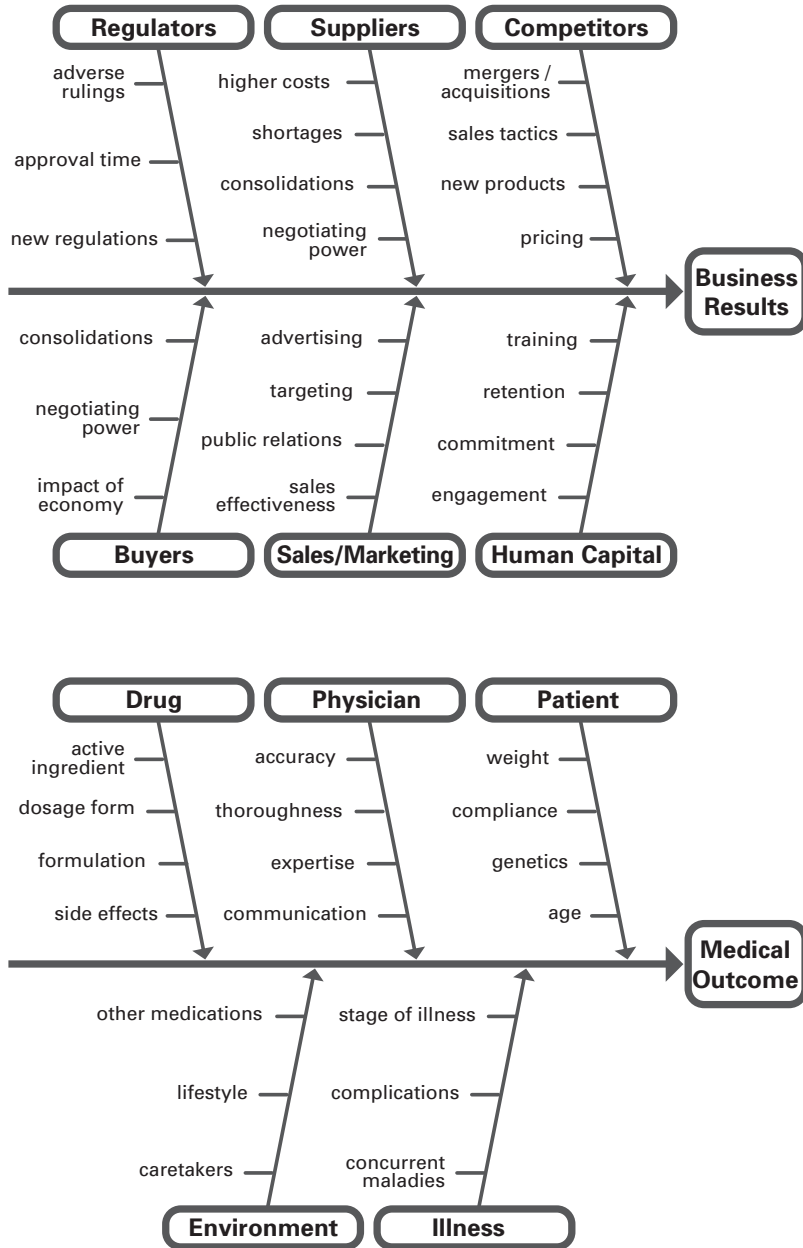 Regulators
adverse
rulings
approval time
new regulations
Suppliers
higher costs
shortages
consolidations
negotiating
power
Competitors
mergers /
acquisitions
sales tactics
new products
pricing
Business
Results
consolidations
negotiating
power
impact of
economy
Buyers
advertising
targeting
public relations
sales
effectiveness
Sales/Marketing
training
retention
commitment
engagement
Human Capital
Drug
active
ingredient
dosage form
formulation
side effects
Physician
accuracy
thoroughness
expertise
communication
Patient
weight
compliance
genetics
age
Medical
Outcome
other medications
lifestyle
caretakers
Environment
stage of illness
complications
concurrent
maladies
Illness